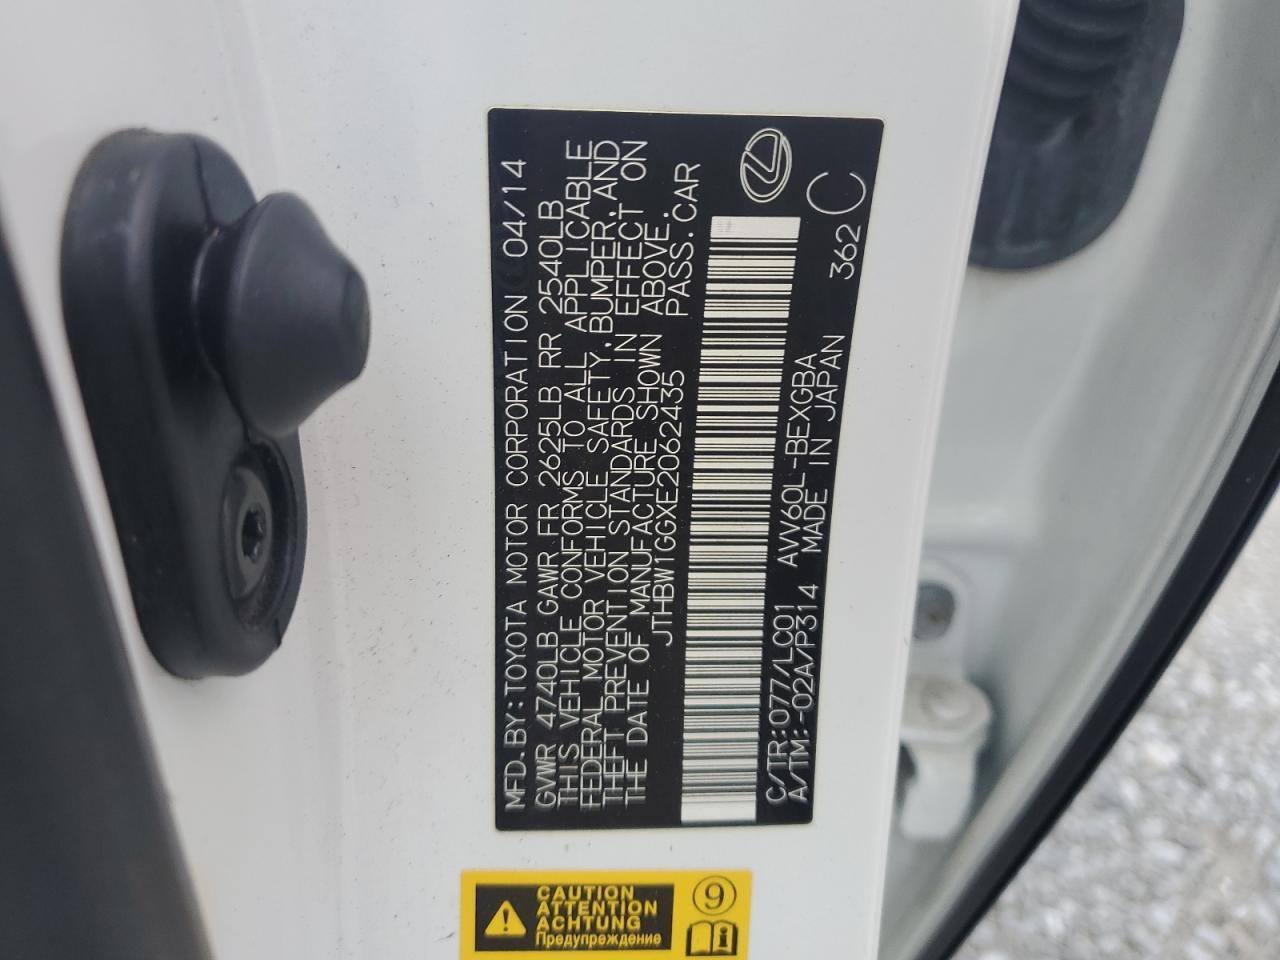 MFD.BY:TOYOTA MOTOR CORPORATION 04/14
GVWR 4740LB GAWR FR 2625LB RR 2540LB
THIS VEHICLE CONFORMS TO ALL APPLICABLE
FEDERAL MOTOR VEHICLE SAFETY,BUMPER,AND
THEFT PREVENTION STANDARDS IN EFFECT ON
THE DATE OF MANUFACTURE SHOWN ABOVE.
JTHBW1GGXE2062435 PASS.CAR
C/TR:077/LC01 AVV60L-BEXGBA 362 C
A/TM:-02A/P314 MADE IN JAPAN
CAUTION
ATTENTION
ACHTUNG
Предупреждение
9